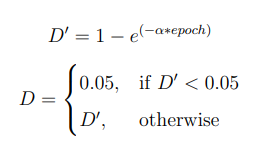 D′ = 1 − e^(−α∗epoch)
D = { 0.05, if D′ < 0.05
D′, otherwise